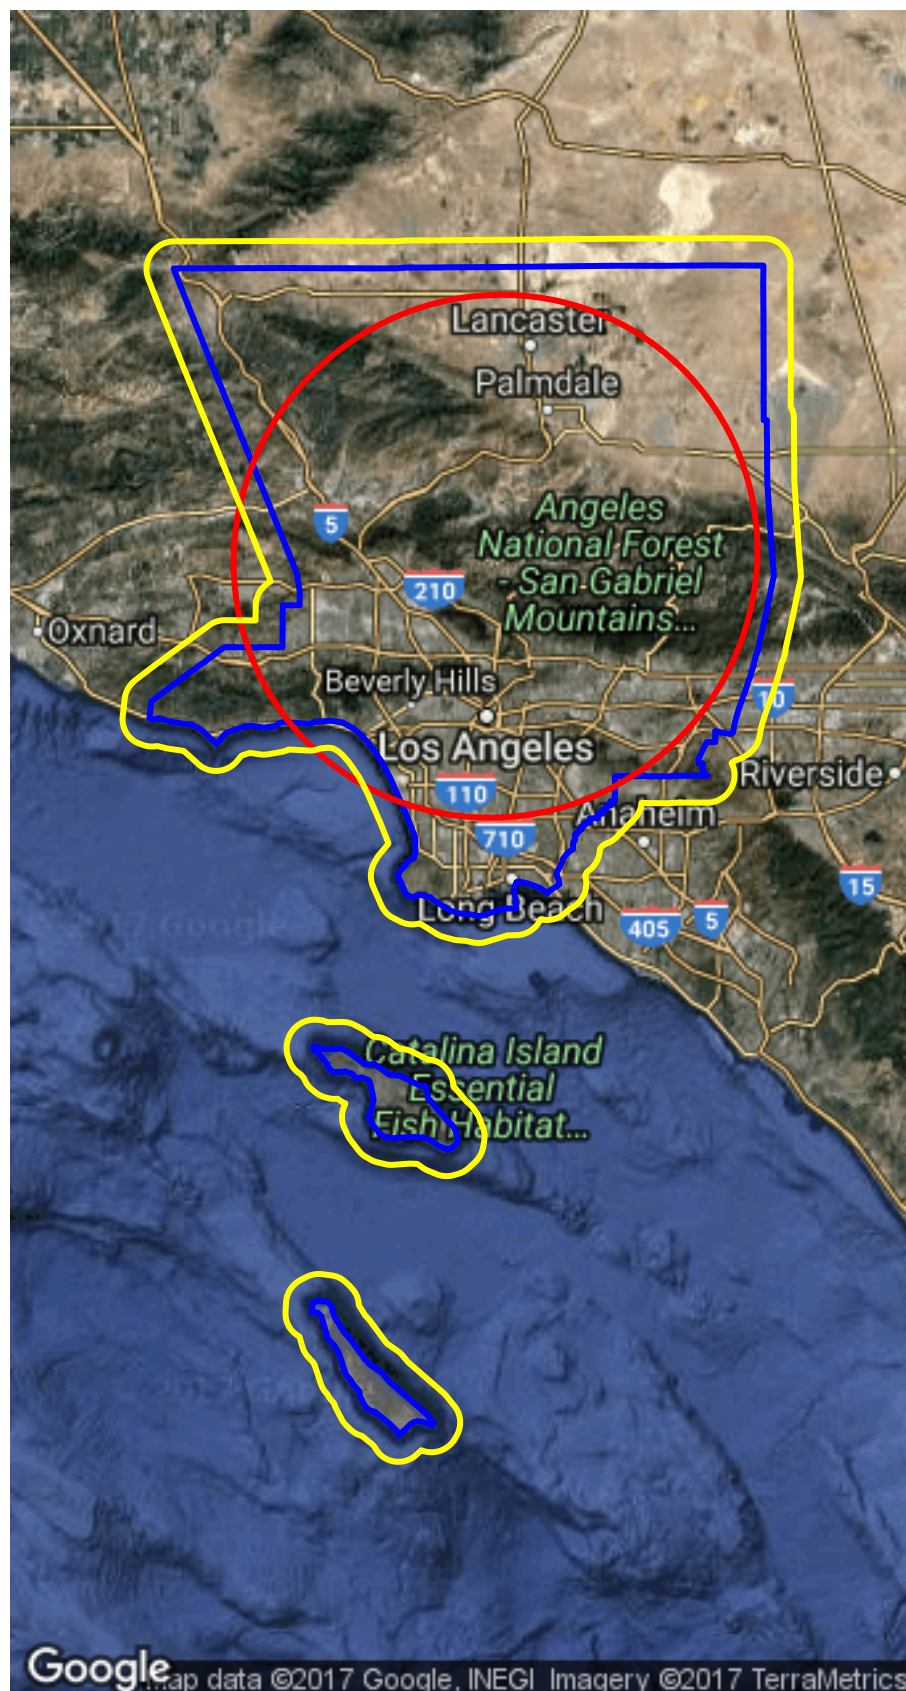 Lancaster
Palmdale
5
Angeles
National Forest
- San Gabriel
Mountains...
210
Oxnard
Beverly Hills
10
Los Angeles
Riverside
110
Anaheim
710
15
Long Beach
405
5
Catalina Island
Essential
Fish Habitat...
Google
Map data ©2017 Google, INEGI Imagery ©2017 TerraMetrics